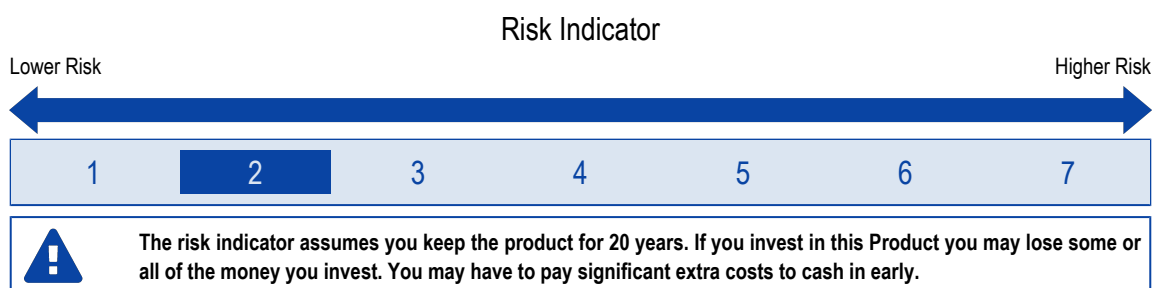 Risk Indicator
Lower Risk Higher Risk
1 2 3 4 5 6 7
The risk indicator assumes you keep the product for 20 years. If you invest in this Product you may lose some or
all of the money you invest. You may have to pay significant extra costs to cash in early.